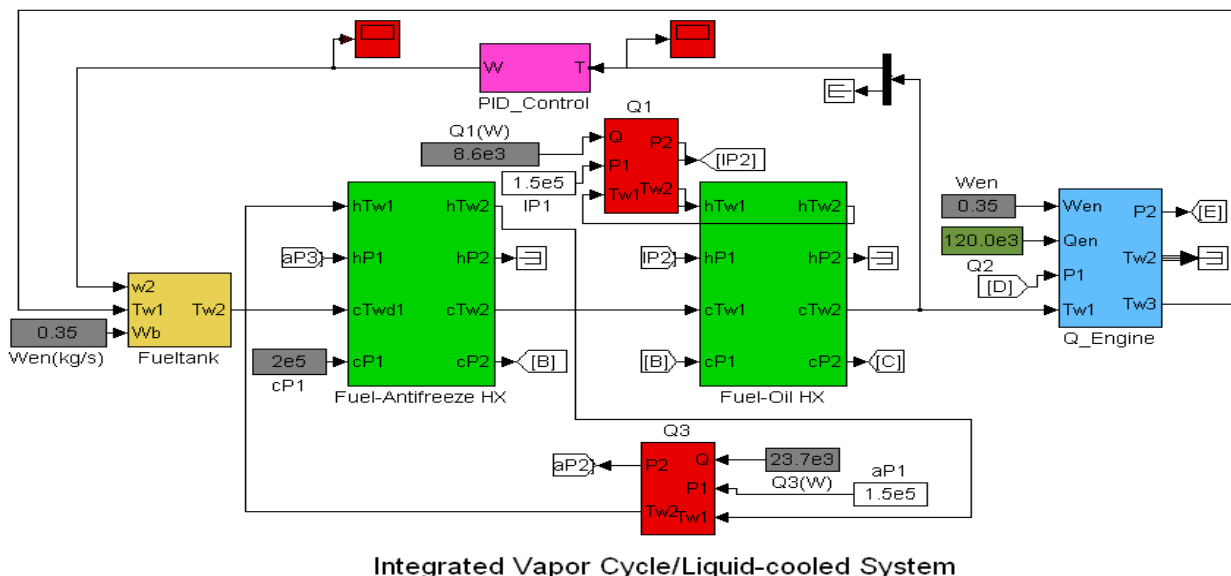 W
T
PID_Control
E
Q1
Q1(W)
8.6e3
1.5e5
IP1
Q
P1
Tw1
P2
Tw2
[IP2]
hTw1
hTw2
aP3
hP1
hP2
cTwd1
cTw2
2e5
cP1
cP1
cP2
[B]
Fuel-Antifreeze HX
w2
Tw1
Wb
Tw2
Fueltank
0.35
Wen(kg/s)
hTw1
hTw2
IP2
hP1
hP2
cTw1
cTw2
[B]
cP1
cP2
[C]
Fuel-Oil HX
Wen
0.35
120.0e3
Q2
[D]
Wen
Qen
P1
Tw1
P2
Tw2
Tw3
[E]
Q_Engine
Q3
aP2
P2
Tw2
Q
P1
Tw1
23.7e3
Q3(W)
aP1
1.5e5
Integrated Vapor Cycle/Liquid-cooled System